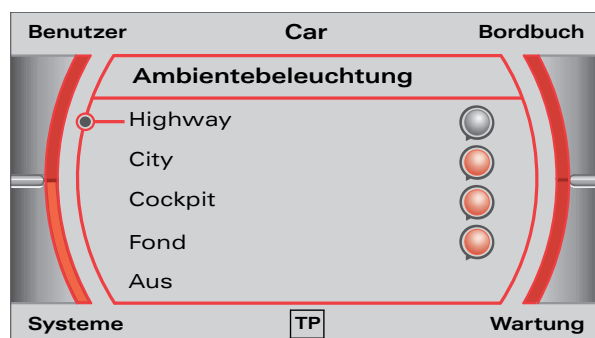 Benutzer Car Bordbuch
Ambientebeleuchtung
Highway
City
Cockpit
Fond
Aus
Systeme TP Wartung